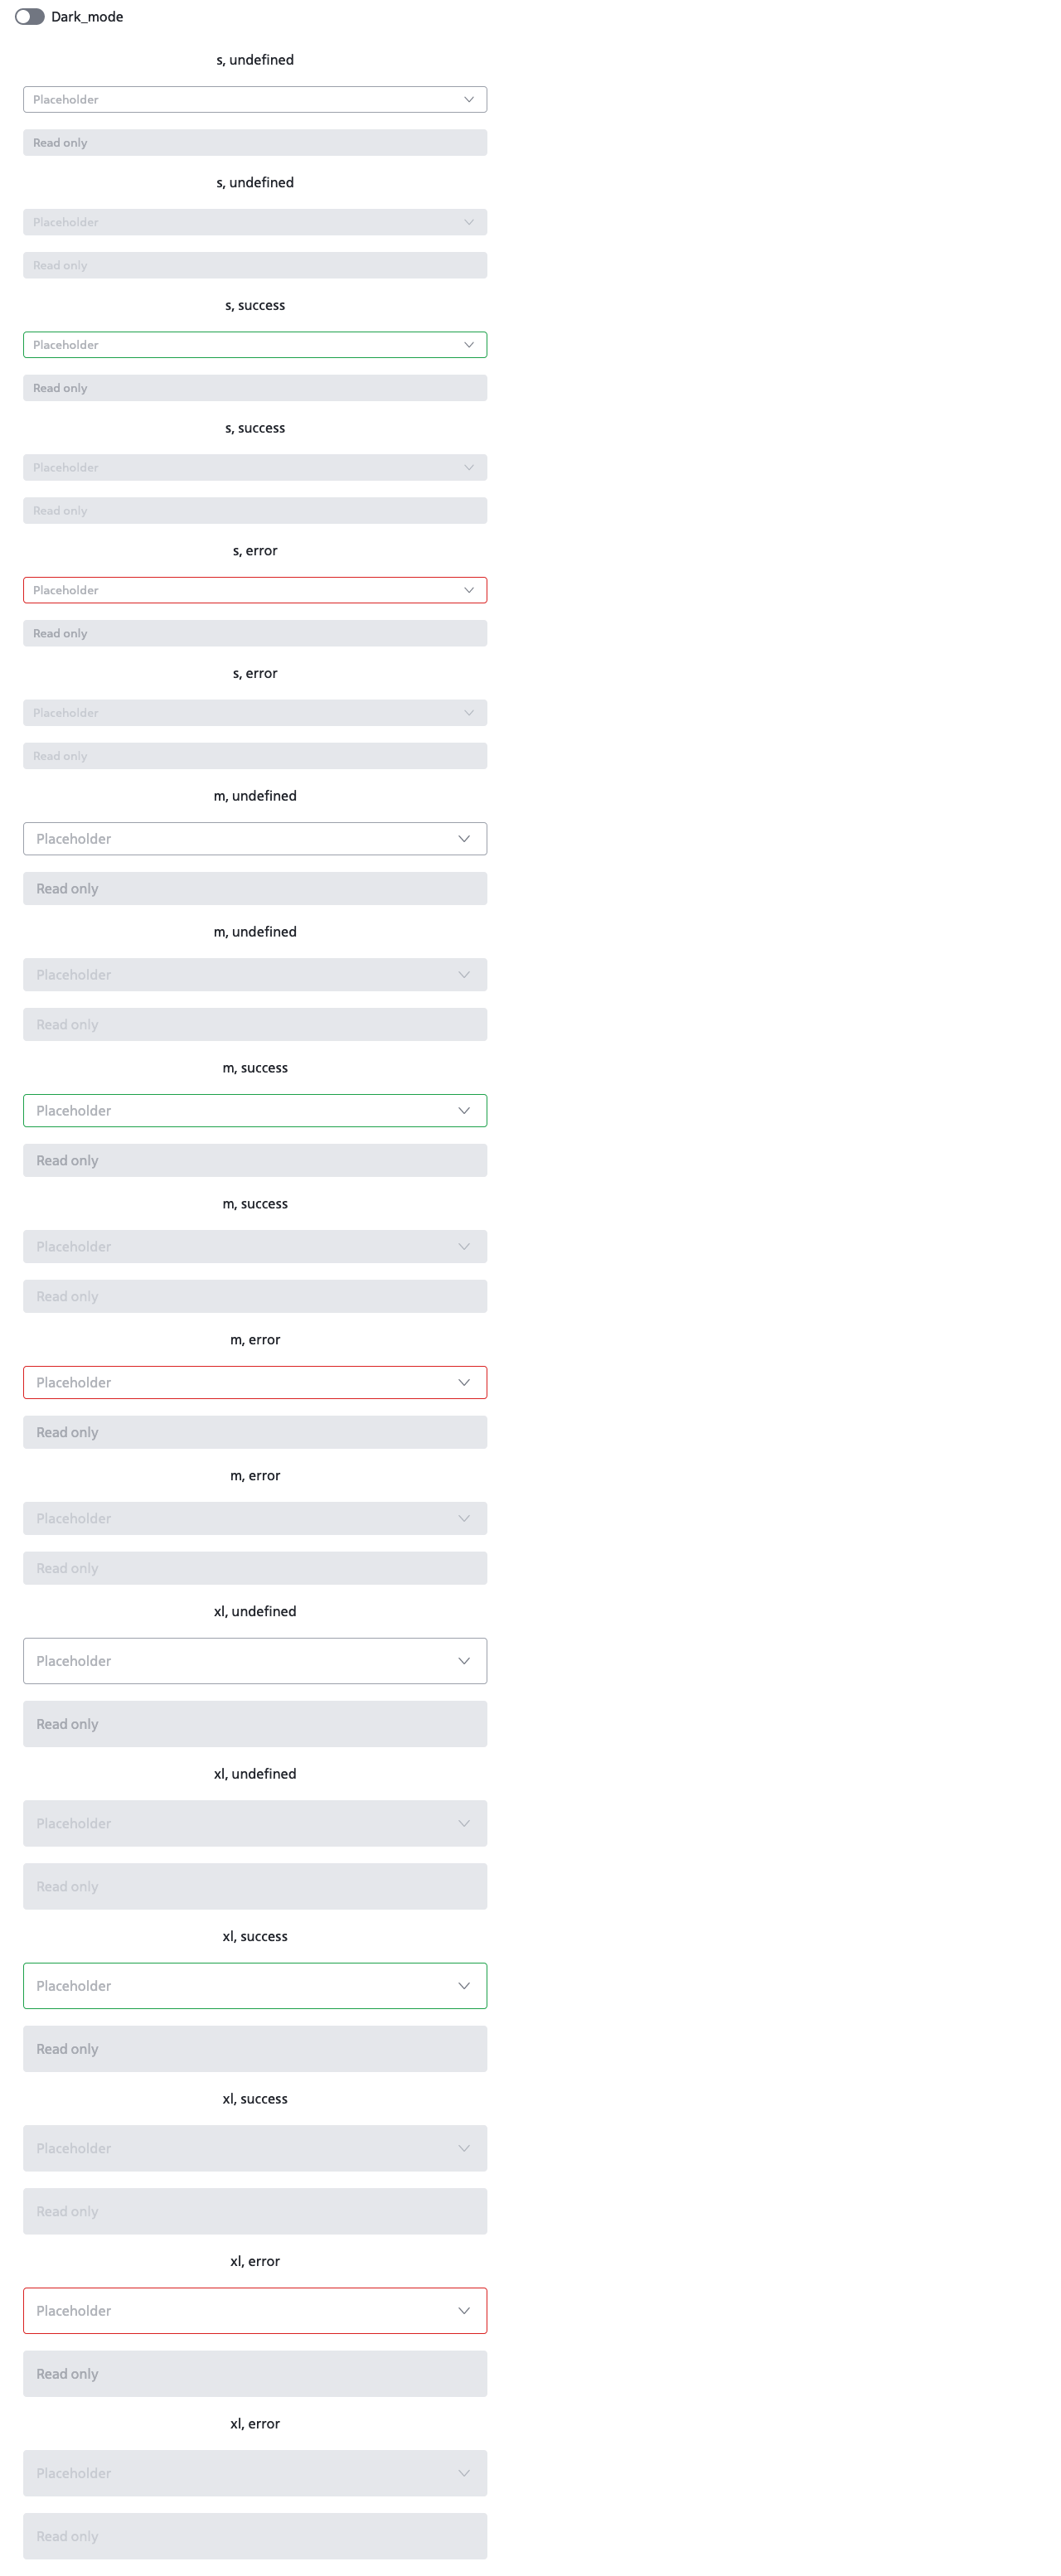 Dark_mode
s, undefined
Placeholder
Read only
s, undefined
Placeholder
Read only
s, success
Placeholder
Read only
s, success
Placeholder
Read only
s, error
Placeholder
Read only
s, error
Placeholder
Read only
m, undefined
Placeholder
Read only
m, undefined
Placeholder
Read only
m, success
Placeholder
Read only
m, success
Placeholder
Read only
m, error
Placeholder
Read only
m, error
Placeholder
Read only
xl, undefined
Placeholder
Read only
xl, undefined
Placeholder
Read only
xl, success
Placeholder
Read only
xl, success
Placeholder
Read only
xl, error
Placeholder
Read only
xl, error
Placeholder
Read only